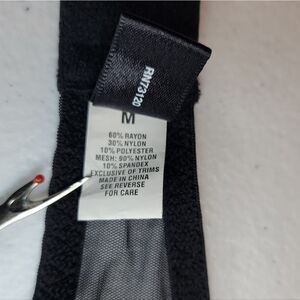 RN73120
M
60% RAYON
30% NYLON
10% POLYESTER
MESH: 90% NYLON
10% SPANDEX
EXCLUSIVE OF TRIMS
MADE IN CHINA
SEE REVERSE
FOR CARE